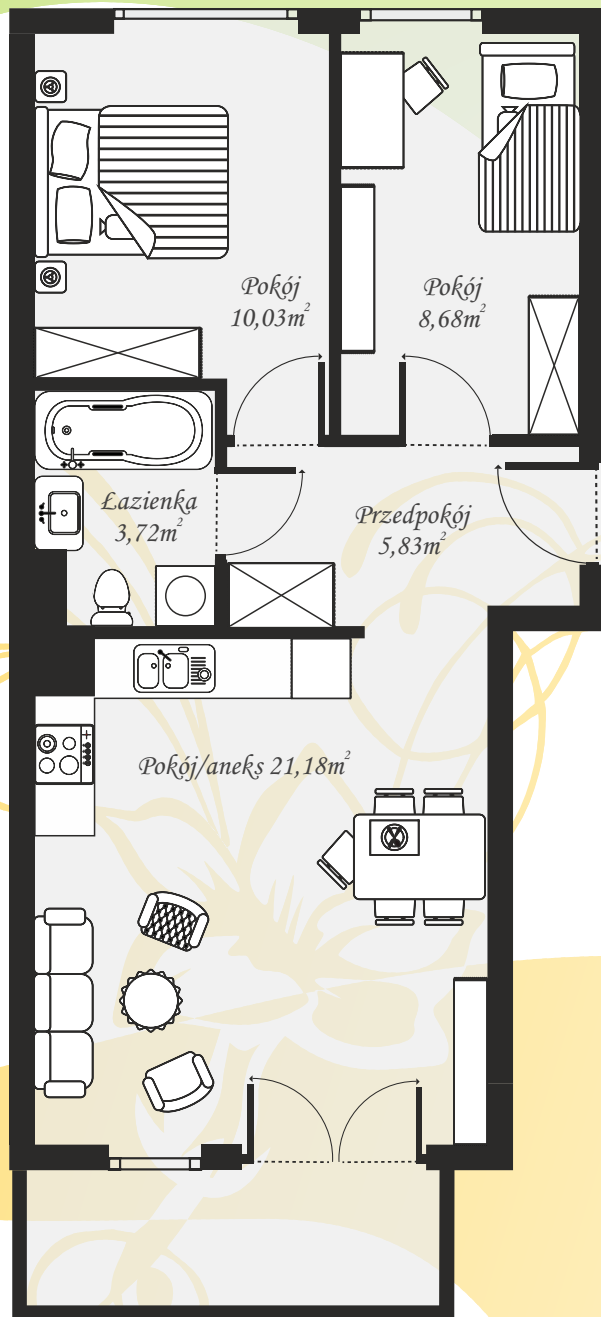 Pokój
10,03m²
Pokój
8,68m²
Łazienka
3,72m²
Przedpokój
5,83m²
Pokój/aneks 21,18m²